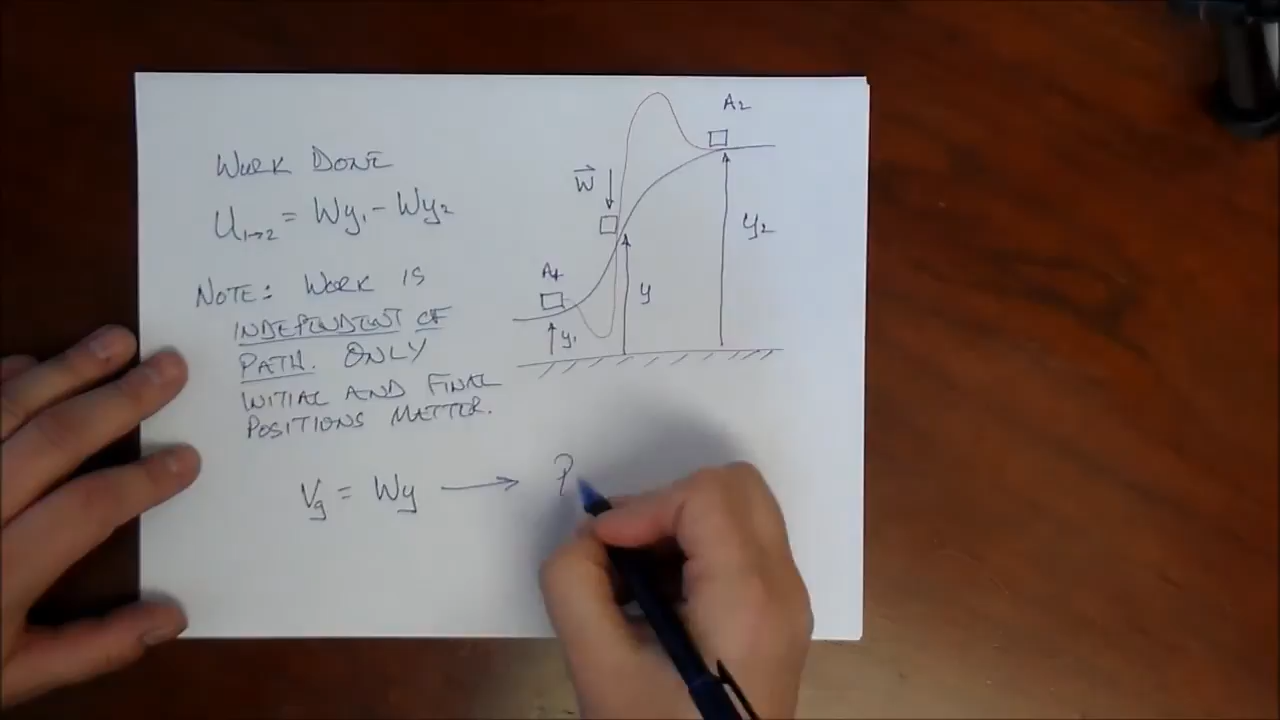 WORK DONE
U1→2 = Wy1 - Wy2
NOTE: WORK IS
INDEPENDENT OF
PATH. ONLY
INITIAL AND FINAL
POSITIONS MATTER.
Vg = Wy → P
A2
W
y2
A1
y
y1